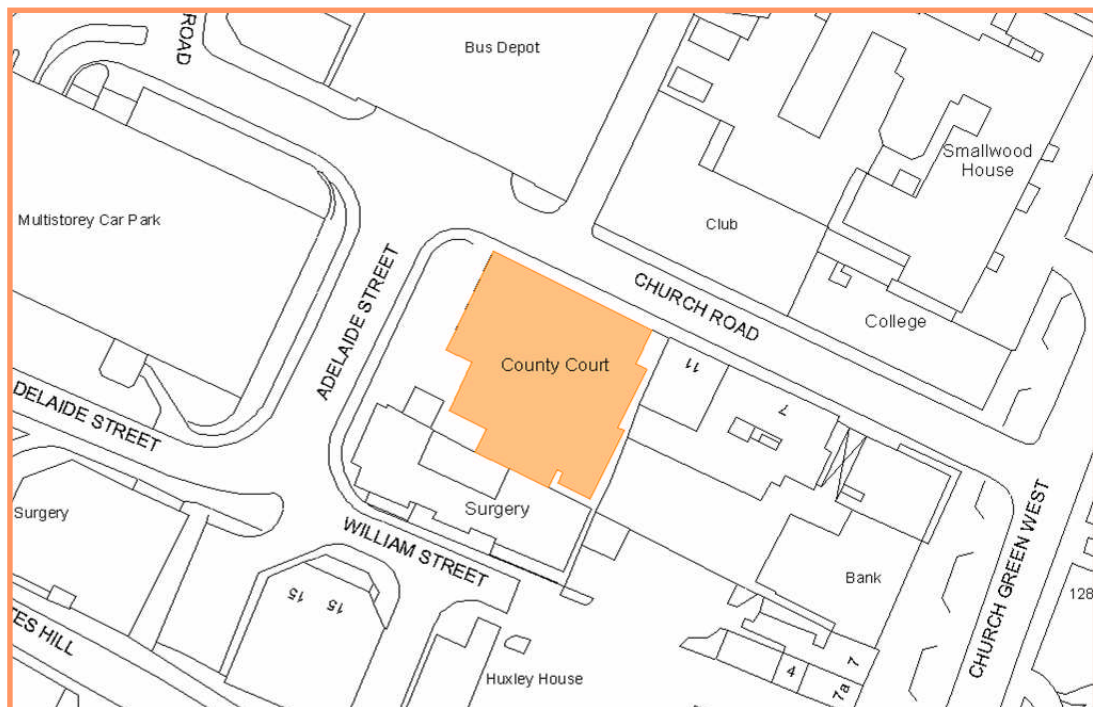 ROAD
Bus Depot
Smallwood
House
Multistorey Car Park
Club
ADELAIDE STREET
CHURCH ROAD
College
County Court
11
7
DELAIDE STREET
Surgery
Surgery
WILLIAM STREET
CHURCH GREEN WEST
Bank
15
15
128
TES HILL
Huxley House
4
7
7a